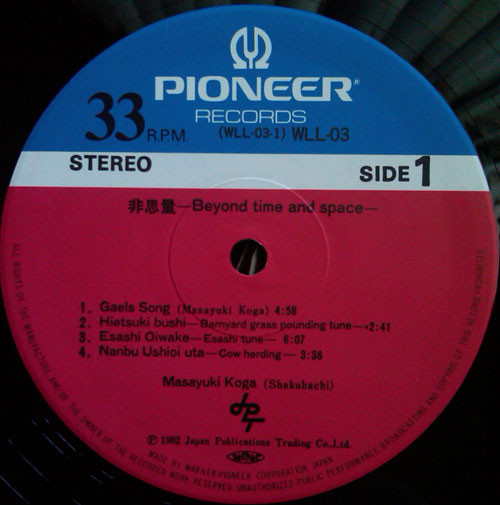 PIONEER®
RECORDS
33 R.P.M.
(WLL-03-1) WLL-03
STEREO
SIDE 1
非思量—Beyond time and space—
1. Gaels Song (Masayuki Koga) 4:58
2. Hietsuki bushi—Barnyard grass pounding tune—2:41
3. Esashi Oiwake—Esashi tune— 6:07
4. Nanbu Ushioi uta—Cow herding— 3:36
Masayuki Koga (Shakuhachi)
JPT
℗ 1982 Japan Publications Trading Co., Ltd.
MADE BY WARNER-PIONEER CORPORATION, JAPAN
ALL RIGHTS OF THE MANUFACTURER AND OF THE OWNER OF THE RECORDED WORK RESERVED. UNAUTHORIZED PUBLIC PERFORMANCE, BROADCASTING AND COPYING OF THIS RECORD PROHIBITED